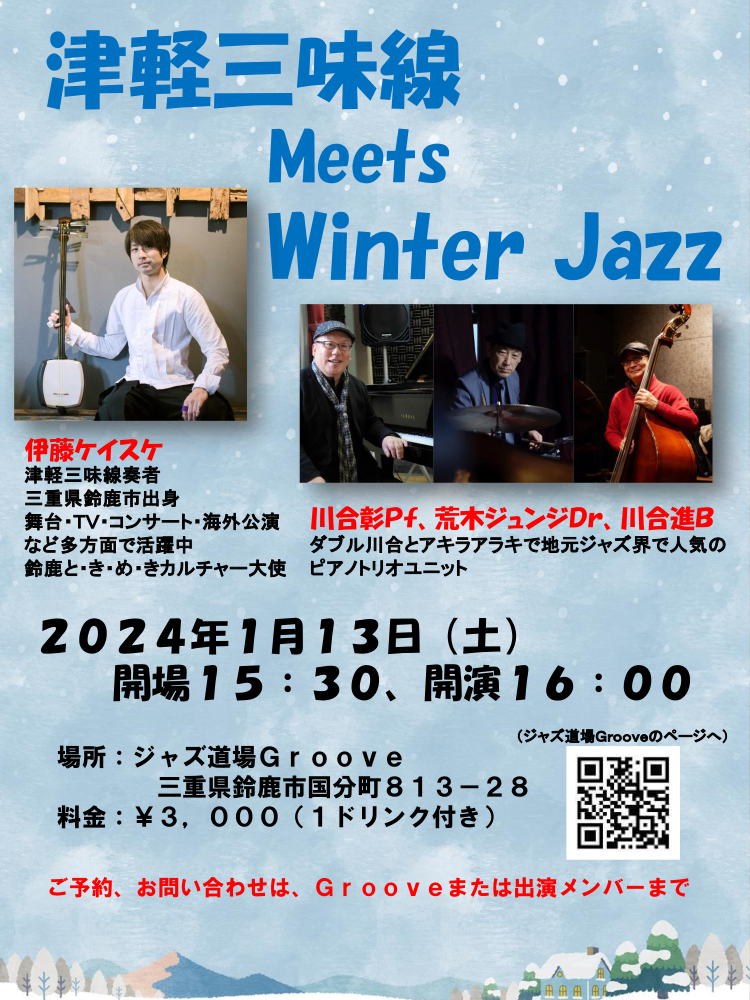 津軽三味線
Meets
Winter Jazz
伊藤ケイスケ
津軽三味線奏者
三重県鈴鹿市出身
舞台・TV・コンサート・海外公演
など多方面で活躍中
鈴鹿と・き・め・きカルチャー大使
川合彰Pf、荒木ジュンジDr、川合進B
ダブル川合とアキラアラキで地元ジャズ界で人気の
ピアノトリオユニット
２０２４年１月１３日（土）
開場１５：３０、開演１６：００
（ジャズ道場Grooveのページへ）
場所：ジャズ道場Ｇｒｏｏｖｅ
三重県鈴鹿市国分町８１３－２８
料金：￥３，０００（１ドリンク付き）
ご予約、お問い合わせは、Ｇｒｏｏｖｅまたは出演メンバーまで